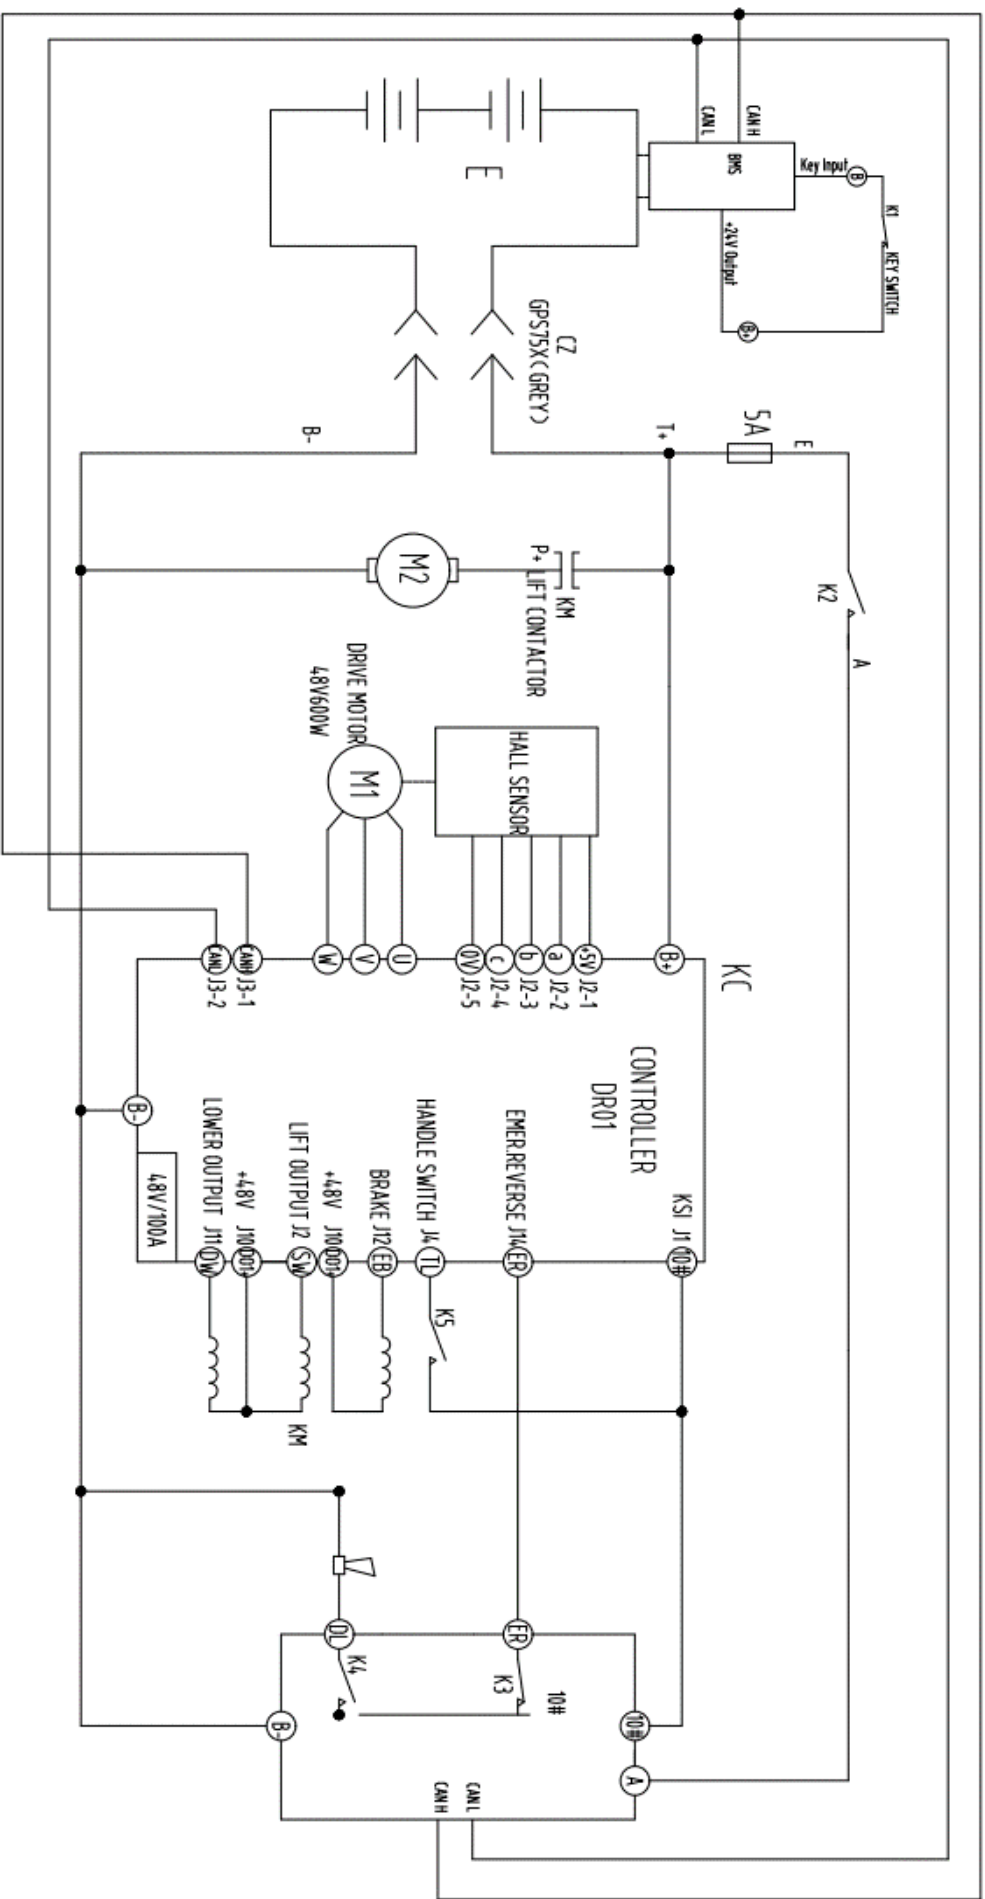 CAN H
CAN L
BMS
Key Input
B
K1
KEY SWITCH
+24V Output
B+
E
CZ
GPS75X(GREY)
B-
T+
5A
E
K2
A
M2
P+
KM
LIFT CONTACTOR
DRIVE MOTOR
48V600W
M1
HALL SENSOR
KC
B+
+5V J2-1
a J2-2
b J2-3
c J2-4
0V J2-5
U
V
W
CANH J3-1
CANL J3-2
CONTROLLER
DR01
B-
48V/100A
KSI J1 10#
EMER.REVERSE J14 ER
HANDLE SWITCH J4 TL
BRAKE J12 EB
+48V J10
LIFT OUTPUT J2 SW
+48V J10
LOWER OUTPUT J11 DW
K5
KM
ER
DL
K4
K3
10#
10#
A
B-
CAN L
CAN H